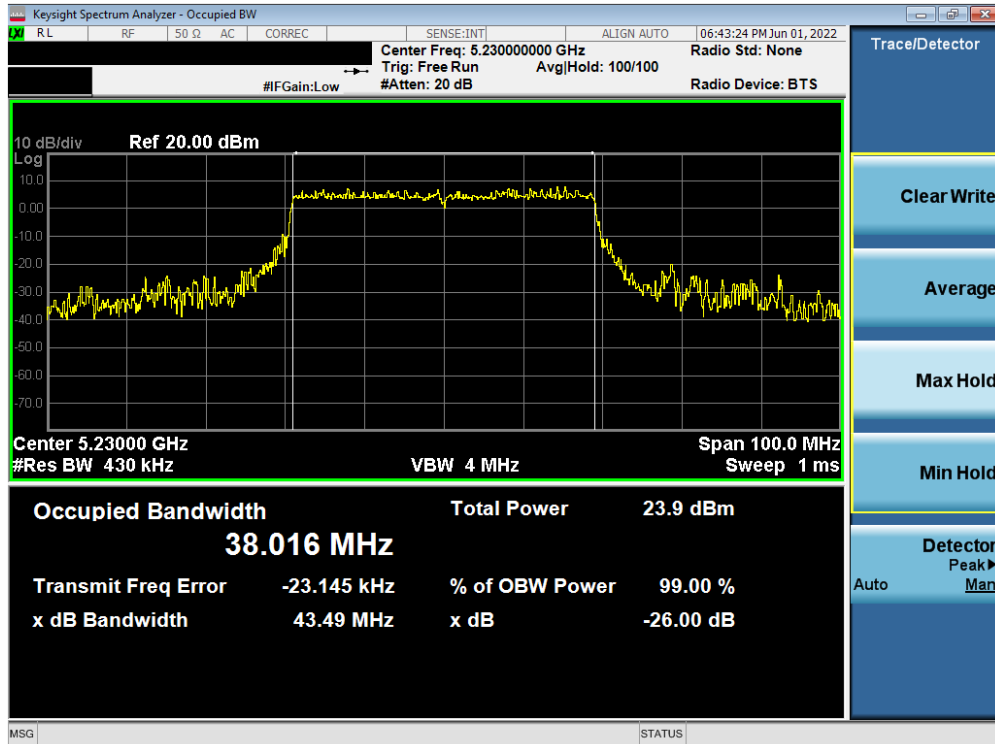 Keysight Spectrum Analyzer - Occupied BW
LXI RL RF 50 Ω AC CORREC SENSE:INT ALIGN AUTO 06:43:24 PM Jun 01, 2022
Center Freq: 5.230000000 GHz Radio Std: None
Trig: Free Run Avg|Hold: 100/100
#IFGain:Low #Atten: 20 dB Radio Device: BTS
Trace/Detector
10 dB/div Ref 20.00 dBm
Log
10.0
0.00
-10.0
-20.0
-30.0
-40.0
-50.0
-60.0
-70.0
Center 5.23000 GHz Span 100.0 MHz
#Res BW 430 kHz VBW 4 MHz Sweep 1 ms
Occupied Bandwidth Total Power 23.9 dBm
38.016 MHz
Transmit Freq Error -23.145 kHz % of OBW Power 99.00 %
x dB Bandwidth 43.49 MHz x dB -26.00 dB
Clear Write
Average
Max Hold
Min Hold
Detector
Peak▶
Auto Man
MSG STATUS